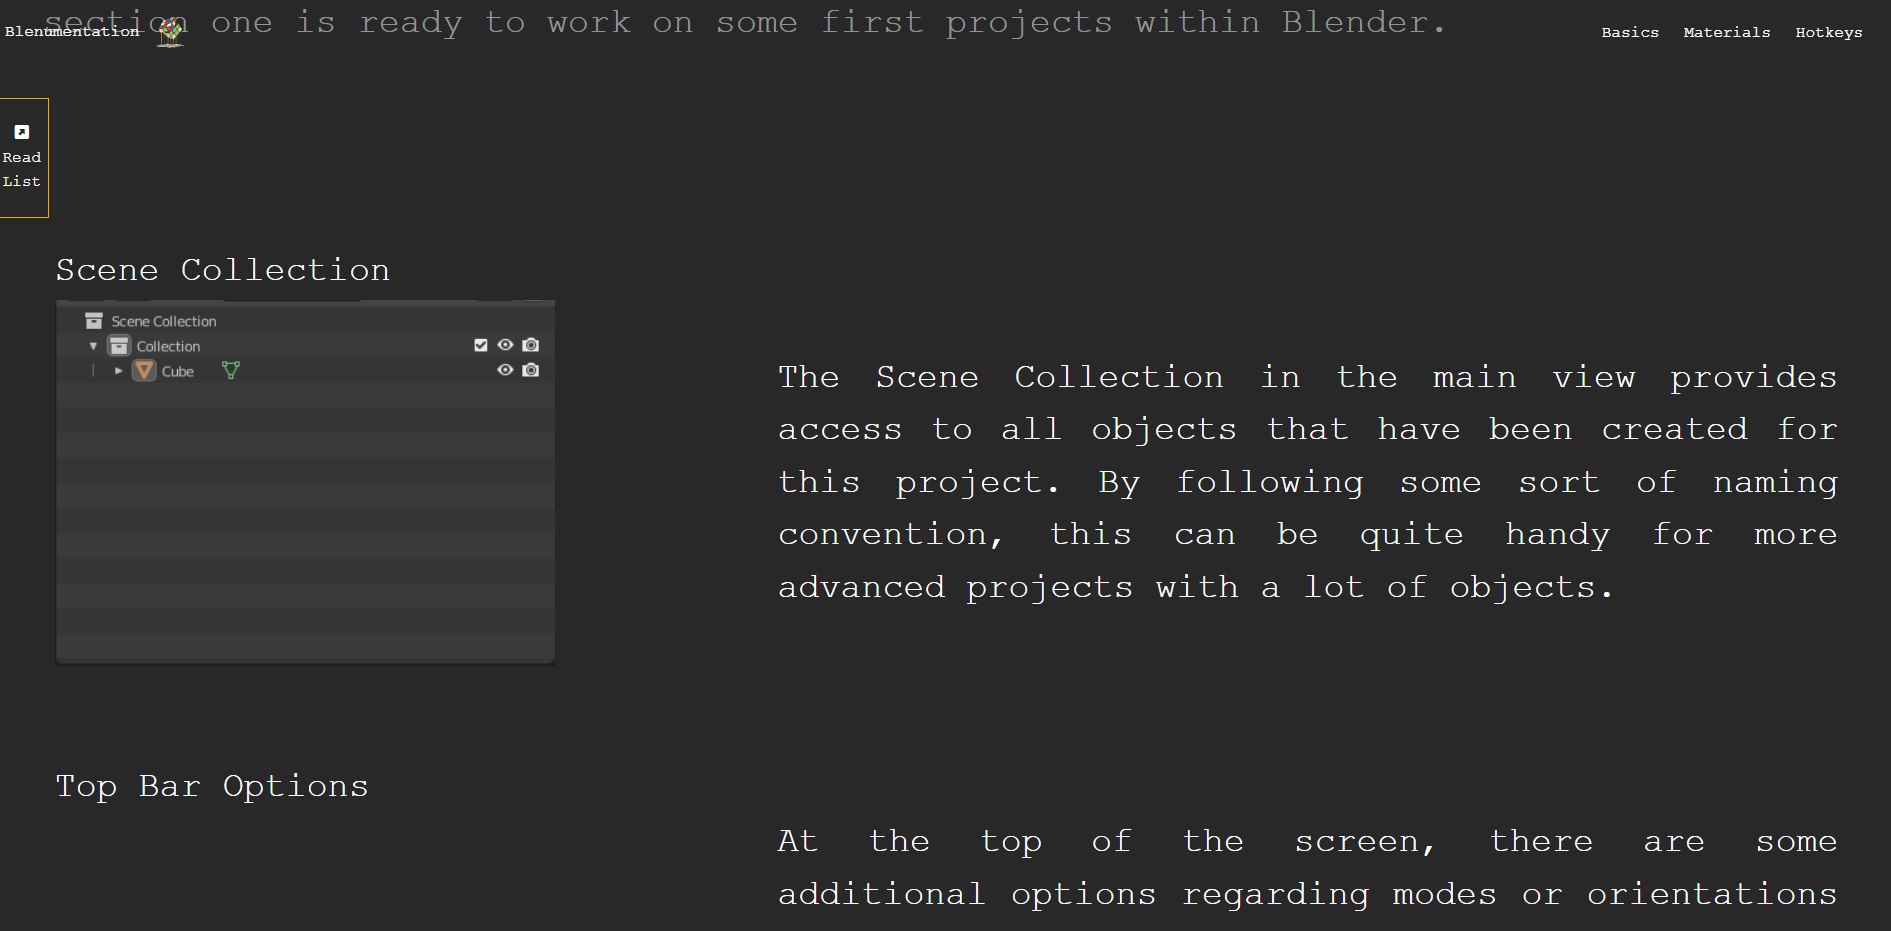 section one is ready to work on some first projects within Blender.
Blenumentation
Basics Materials Hotkeys
Read
List
Scene Collection
Scene Collection
Collection
Cube
The Scene Collection in the main view provides
access to all objects that have been created for
this project. By following some sort of naming
convention, this can be quite handy for more
advanced projects with a lot of objects.
Top Bar Options
At the top of the screen, there are some
additional options regarding modes or orientations